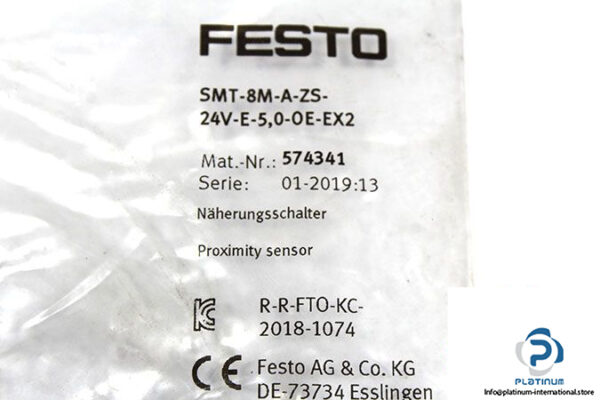 FESTO
SMT-8M-A-ZS-
24V-E-5,0-OE-EX2
Mat.-Nr.: 574341
Serie: 01-2019:13
Näherungsschalter
Proximity sensor
R-R-FTO-KC-
2018-1074
CE Festo AG & Co. KG
DE-73734 Esslingen
PLATINUM
Info@platinum-international.store